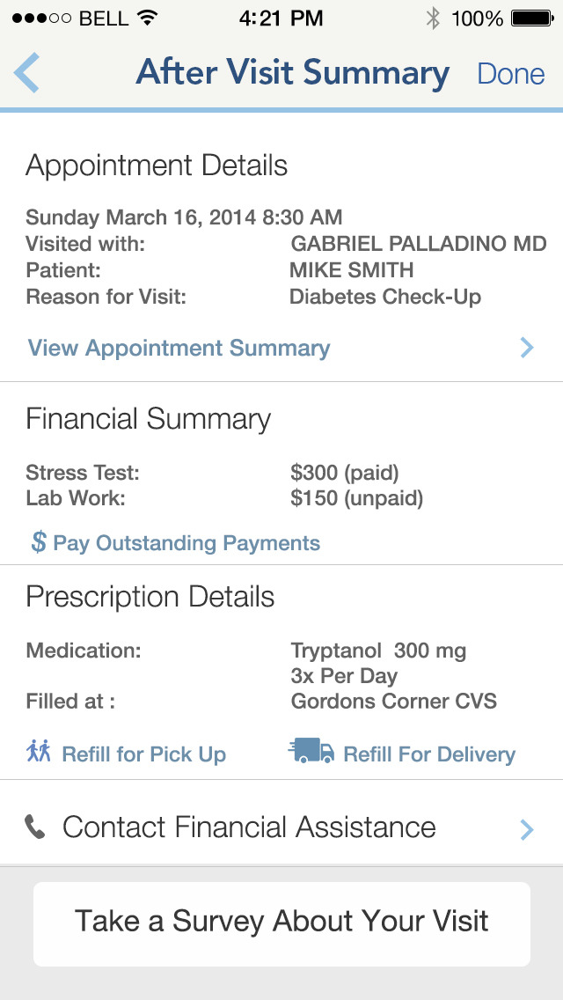 BELL 4:21 PM 100%
After Visit Summary Done
Appointment Details
Sunday March 16, 2014 8:30 AM
Visited with: GABRIEL PALLADINO MD
Patient: MIKE SMITH
Reason for Visit: Diabetes Check-Up
View Appointment Summary
Financial Summary
Stress Test: $300 (paid)
Lab Work: $150 (unpaid)
$ Pay Outstanding Payments
Prescription Details
Medication: Tryptanol 300 mg
3x Per Day
Filled at : Gordons Corner CVS
Refill for Pick Up Refill For Delivery
Contact Financial Assistance
Take a Survey About Your Visit